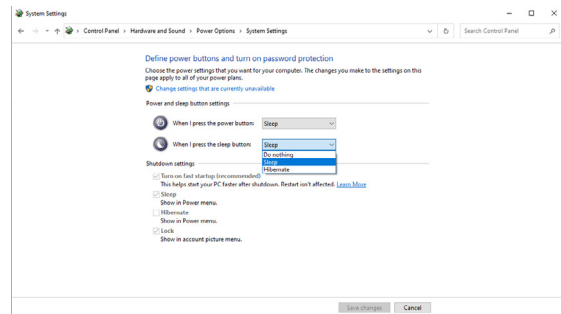 System Settings
Control Panel > Hardware and Sound > Power Options > System Settings
Search Control Panel
Define power buttons and turn on password protection
Choose the power settings that you want for your computer. The changes you make to the settings on this
page apply to all of your power plans.
Change settings that are currently unavailable
Power and sleep button settings
When I press the power button: Sleep
When I press the sleep button: Sleep
Do nothing
Sleep
Hibernate
Shutdown settings
Turn on fast startup (recommended)
This helps start your PC faster after shutdown. Restart isn't affected. Learn More
Sleep
Show in Power menu.
Hibernate
Show in Power menu.
Lock
Show in account picture menu.
Save changes Cancel